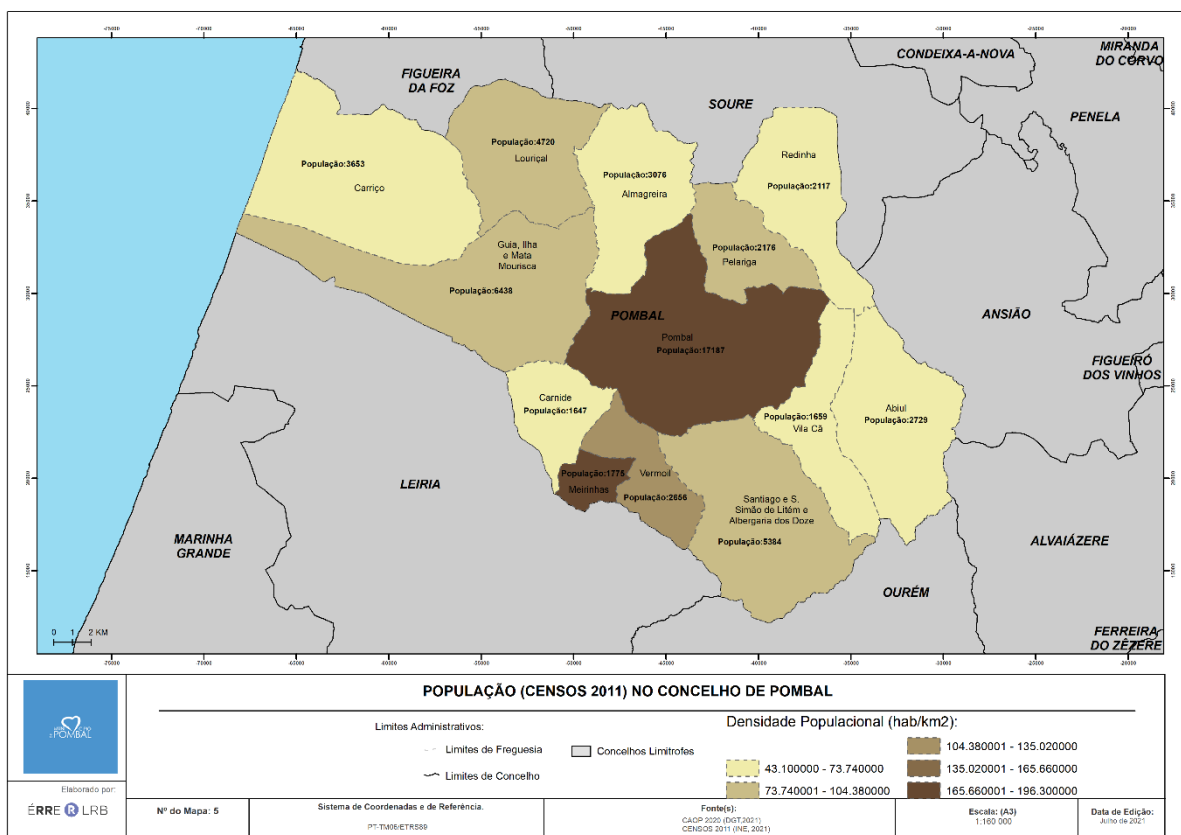 FIGUEIRA
DA FOZ
CONDEIXA-A-NOVA
MIRANDA
DO CORVO
SOURE
PENELA
População:4720
Louriçal
População:3653
Carriço
População:3076
Almagreira
Redinha
População:2117
Guia, Ilha
e Mata
Mourisca
População:6438
População:2176
Pelariga
POMBAL
Pombal
População:17187
ANSIÃO
FIGUEIRÓ
DOS VINHOS
Carnide
População:1647
População:1659
Vila Cã
Abiul
População:2729
População:1775
Meirinhas
Vermoil
População:2656
LEIRIA
Santiago e S.
Simão de Litém e
Albergaria dos Doze
População:5384
MARINHA
GRANDE
ALVAIÁZERE
OURÉM
FERREIRA
DO ZÊZERE
0 1 2 KM
POPULAÇÃO (CENSOS 2011) NO CONCELHO DE POMBAL
Limites Administrativos:
Limites de Freguesia
Limites de Concelho
Concelhos Limitrofes
Densidade Populacional (hab/km2):
43.100000 - 73.740000
73.740001 - 104.380000
104.380001 - 135.020000
135.020001 - 165.660000
165.660001 - 196.300000
POMBAL
Elaborado por:
ÉRRE R LRB
Nº do Mapa: 5
Sistema de Coordenadas e de Referência.
PT-TM06/ETRS89
Fonte(s):
CAOP 2020 (DGT,2021)
CENSOS 2011 (INE, 2021)
Escala: (A3)
1:160 000
Data de Edição:
Julho de 2021